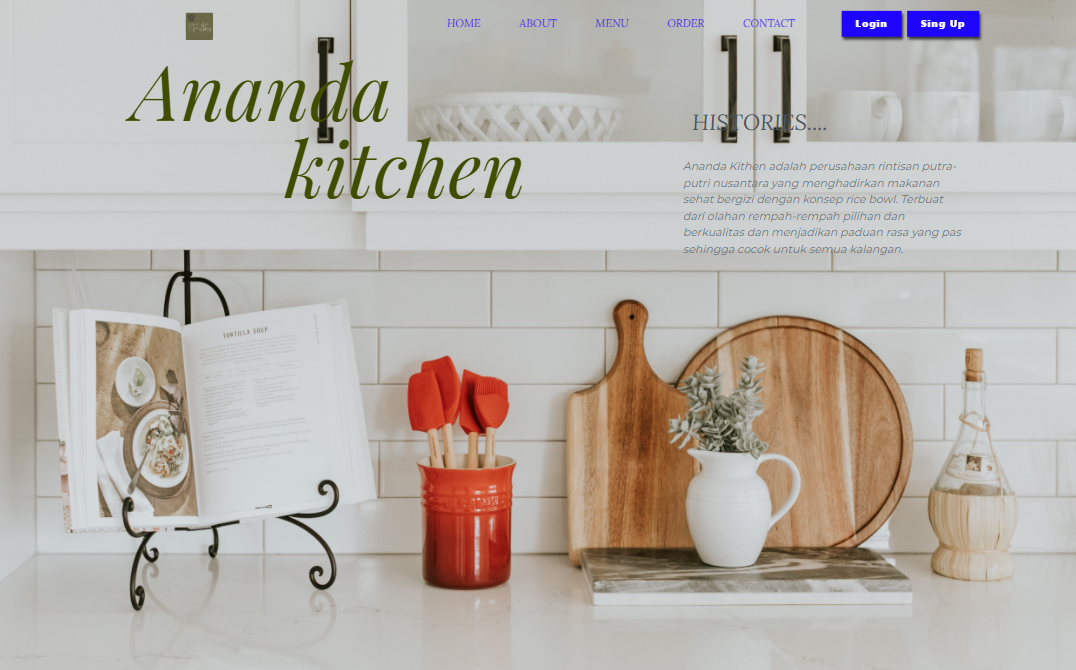 HOME ABOUT MENU ORDER CONTACT Login Sing Up
Ananda
kitchen
HISTORIES....
Ananda Kithen adalah perusahaan rintisan putra-
putri nusantara yang menghadirkan makanan
sehat bergizi dengan konsep rice bowl. Terbuat
dari olahan rempah-rempah pilihan dan
berkualitas dan menjadikan paduan rasa yang pas
sehingga cocok untuk semua kalangan.
TORTILLA SOUP